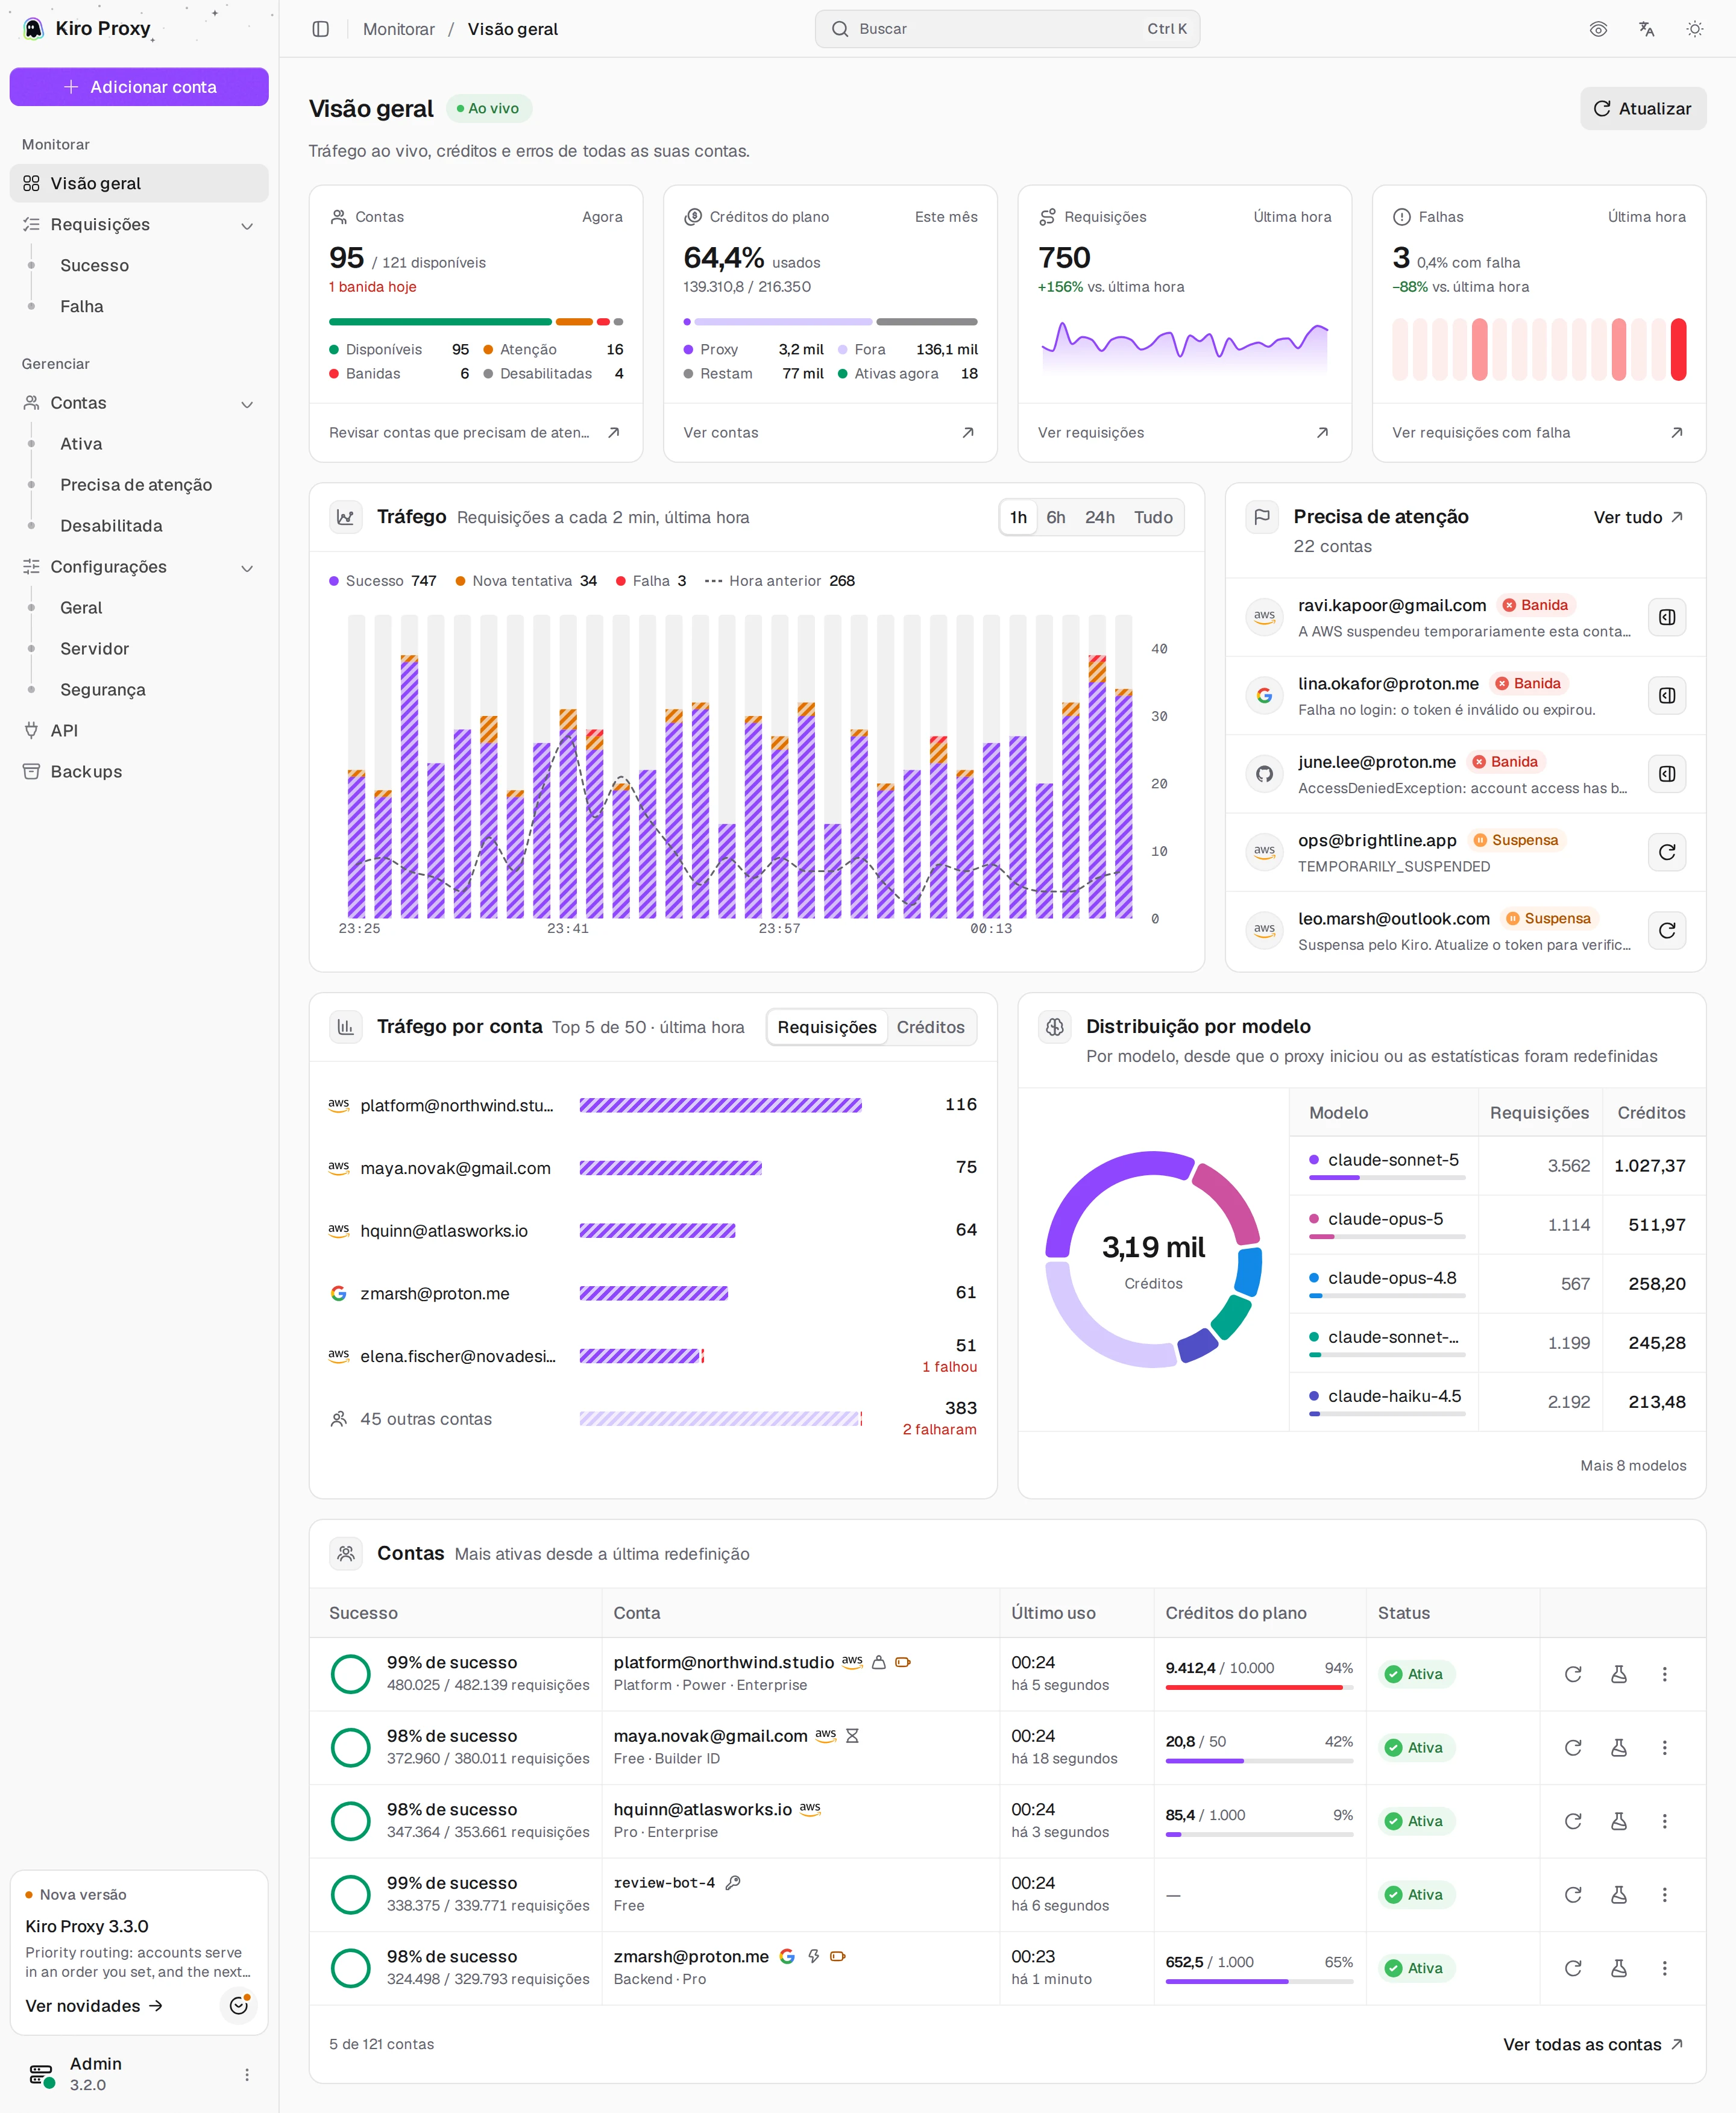 Kiro Proxy
Adicionar conta
Monitorar
Visão geral
Requisições
Sucesso
Falha
Gerenciar
Contas
Ativa
Precisa de atenção
Desabilitada
Configurações
Geral
Servidor
Segurança
API
Backups
Nova versão
Kiro Proxy 3.3.0
Priority routing: accounts serve
in an order you set, and the next...
Ver novidades
Admin
3.2.0
Monitorar / Visão geral
Buscar Ctrl K
Visão geral Ao vivo
Atualizar
Tráfego ao vivo, créditos e erros de todas as suas contas.
Contas Agora
95 / 121 disponíveis
1 banida hoje
Disponíveis 95 Atenção 16
Banidas 6 Desabilitadas 4
Revisar contas que precisam de aten...
Créditos do plano Este mês
64,4% usados
139.310,8 / 216.350
Proxy 3,2 mil Fora 136,1 mil
Restam 77 mil Ativas agora 18
Ver contas
Requisições Última hora
750
+156% vs. última hora
Ver requisições
Falhas Última hora
3 0,4% com falha
−88% vs. última hora
Ver requisições com falha
Tráfego Requisições a cada 2 min, última hora
1h 6h 24h Tudo
Sucesso 747 Nova tentativa 34 Falha 3 Hora anterior 268
40
30
20
10
0
23:25 23:41 23:57 00:13
Precisa de atenção Ver tudo
22 contas
aws ravi.kapoor@gmail.com Banida
A AWS suspendeu temporariamente esta conta...
lina.okafor@proton.me Banida
Falha no login: o token é inválido ou expirou.
june.lee@proton.me Banida
AccessDeniedException: account access has b...
aws ops@brightline.app Suspensa
TEMPORARILY_SUSPENDED
aws leo.marsh@outlook.com Suspensa
Suspensa pelo Kiro. Atualize o token para verific...
Tráfego por conta Top 5 de 50 · última hora
Requisições Créditos
aws platform@northwind.stu... 116
aws maya.novak@gmail.com 75
aws hquinn@atlasworks.io 64
zmarsh@proton.me 61
aws elena.fischer@novadesi... 51
1 falhou
45 outras contas 383
2 falharam
Distribuição por modelo
Por modelo, desde que o proxy iniciou ou as estatísticas foram redefinidas
3,19 mil
Créditos
Modelo Requisições Créditos
claude-sonnet-5 3.562 1.027,37
claude-opus-5 1.114 511,97
claude-opus-4.8 567 258,20
claude-sonnet-... 1.199 245,28
claude-haiku-4.5 2.192 213,48
Mais 8 modelos
Contas Mais ativas desde a última redefinição
Sucesso Conta Último uso Créditos do plano Status
99% de sucesso platform@northwind.studio aws 00:24 9.412,4 / 10.000 94% Ativa
480.025 / 482.139 requisições Platform · Power · Enterprise há 5 segundos
98% de sucesso maya.novak@gmail.com aws 00:24 20,8 / 50 42% Ativa
372.960 / 380.011 requisições Free · Builder ID há 18 segundos
98% de sucesso hquinn@atlasworks.io aws 00:24 85,4 / 1.000 9% Ativa
347.364 / 353.661 requisições Pro · Enterprise há 3 segundos
99% de sucesso review-bot-4 00:24 — Ativa
338.375 / 339.771 requisições Free há 6 segundos
98% de sucesso zmarsh@proton.me 00:23 652,5 / 1.000 65% Ativa
324.498 / 329.793 requisições Backend · Pro há 1 minuto
5 de 121 contas Ver todas as contas